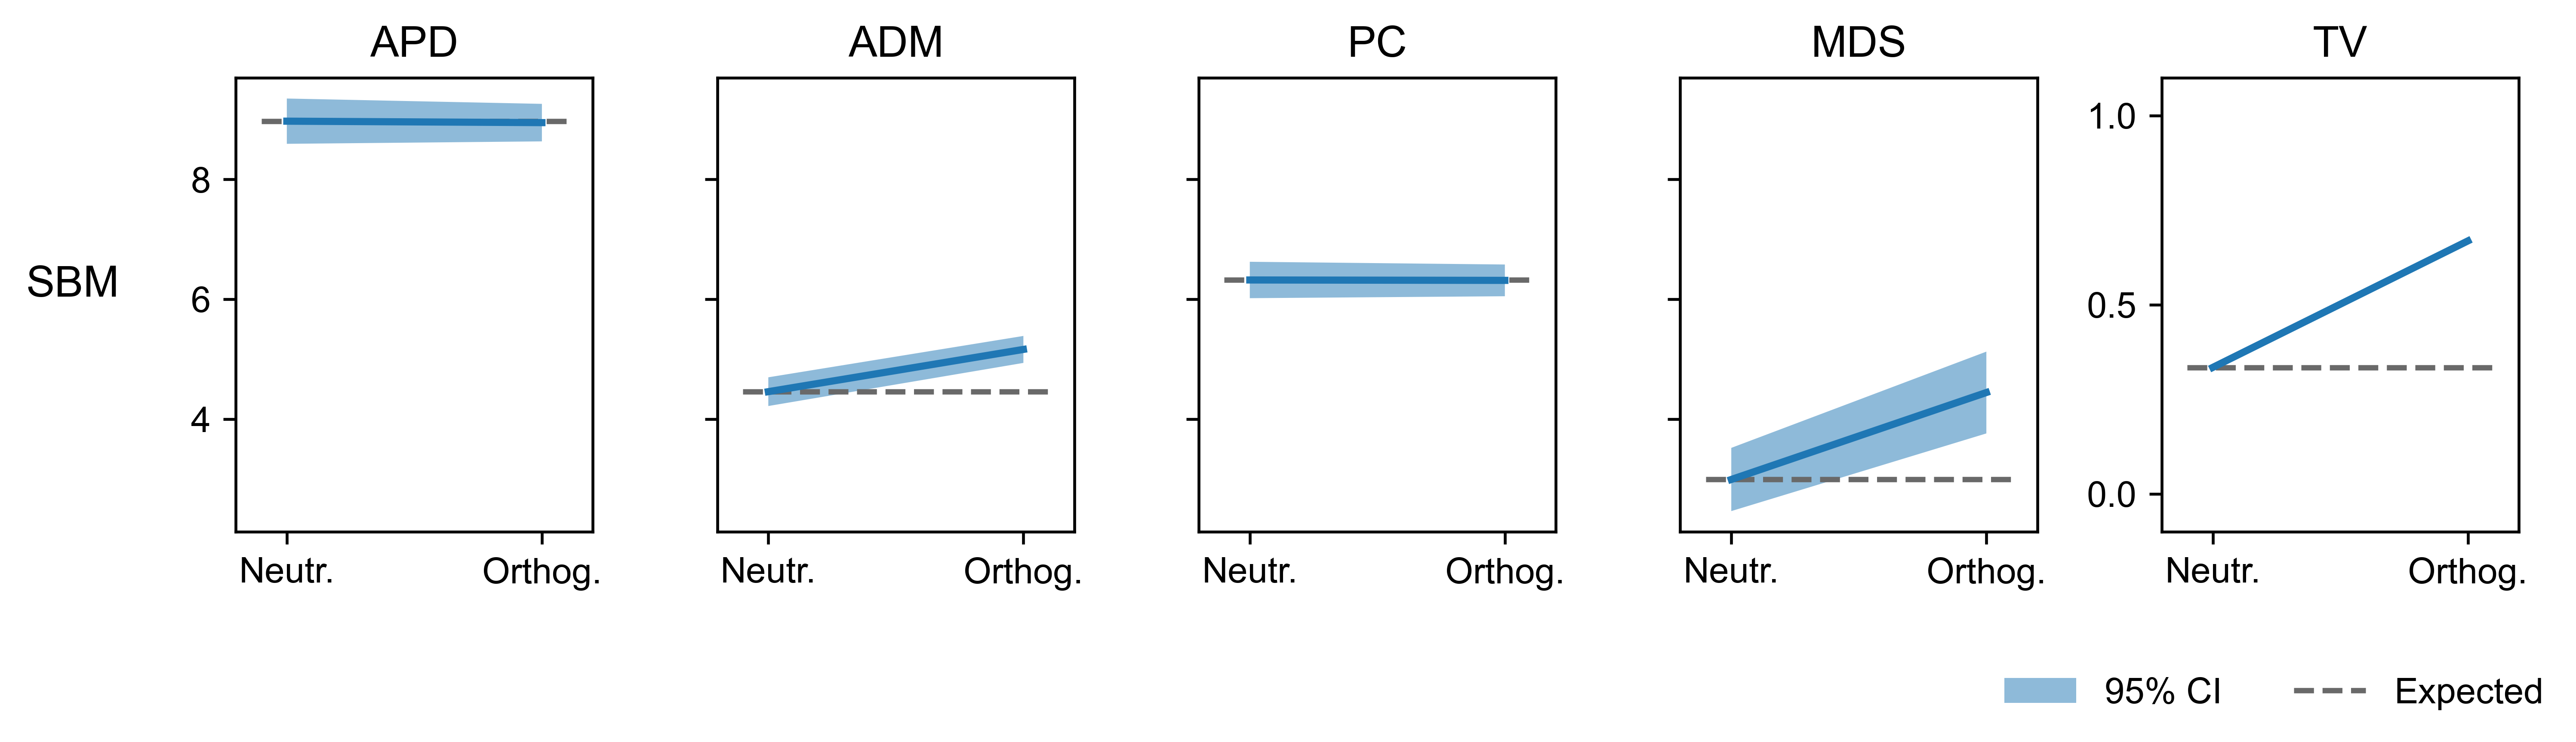 APD
ADM
PC
MDS
TV
SBM
8
6
4
1.0
0.5
0.0
Neutr.
Orthog.
Neutr.
Orthog.
Neutr.
Orthog.
Neutr.
Orthog.
Neutr.
Orthog.
95% CI
Expected